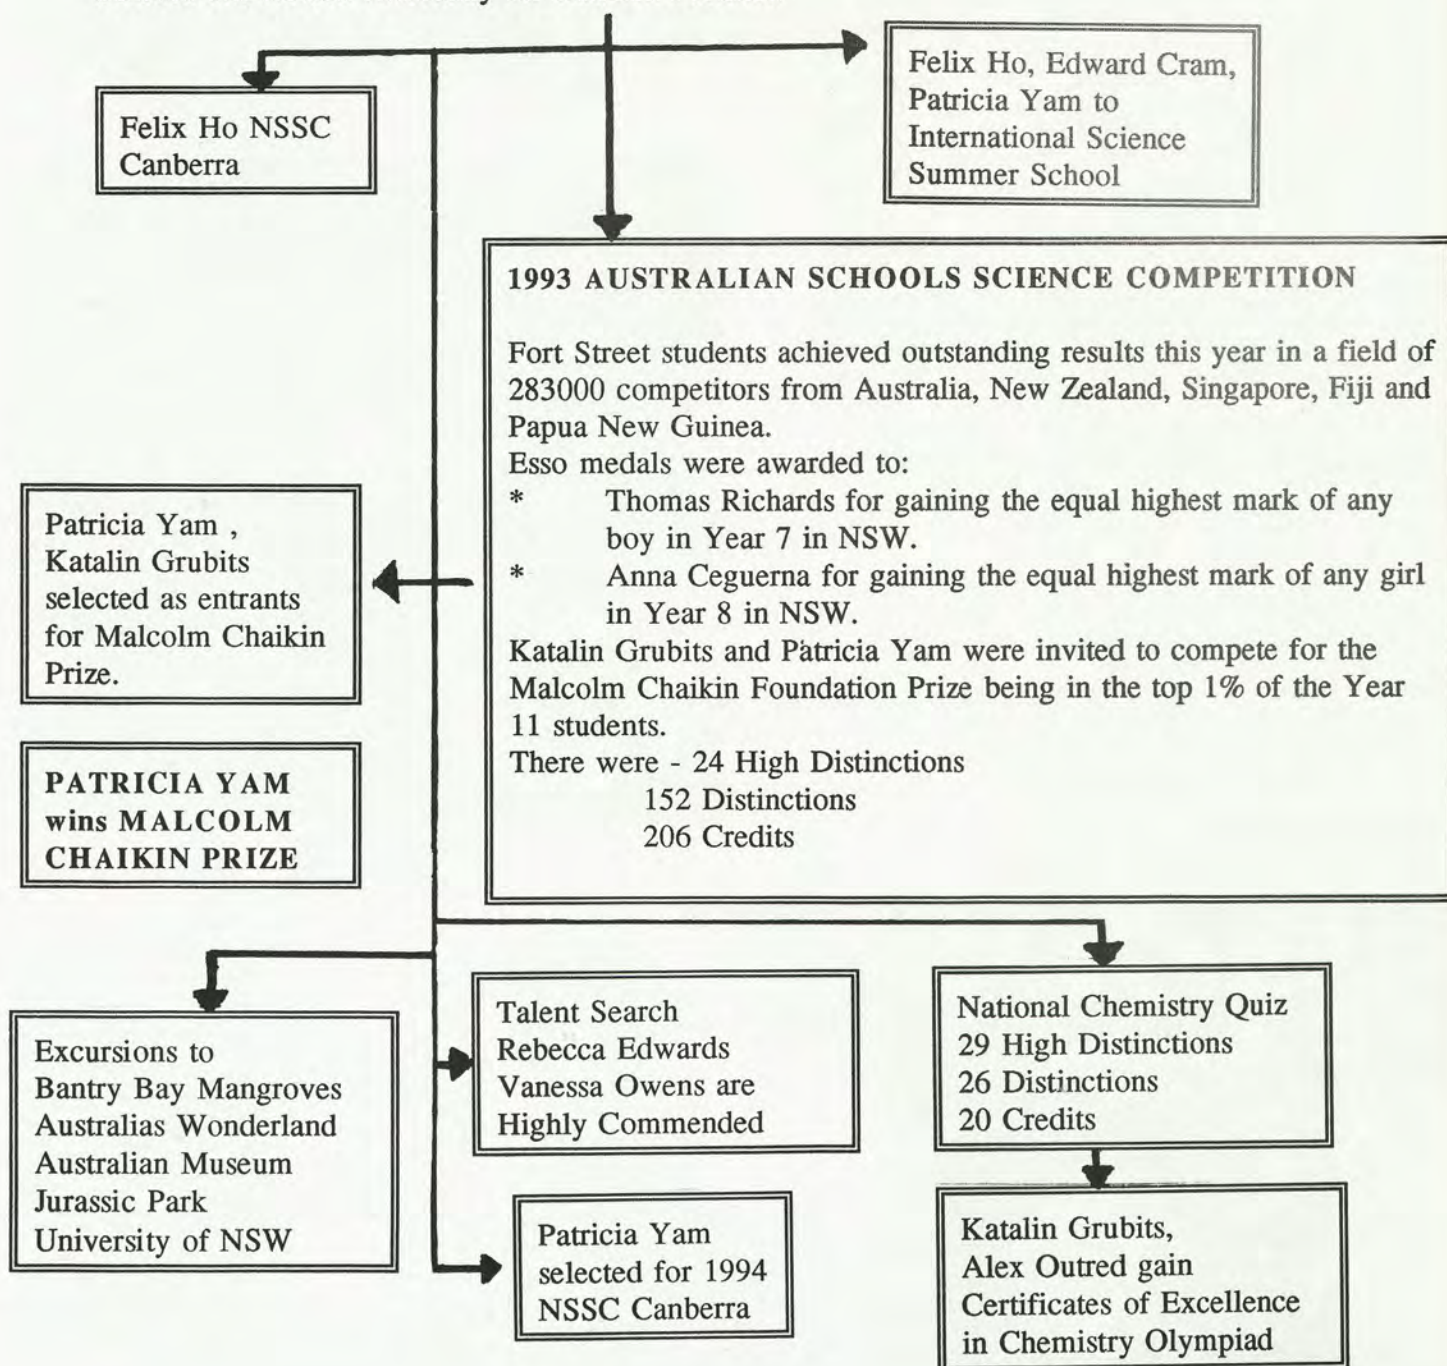 Felix Ho NSSC
Canberra
Felix Ho, Edward Cram,
Patricia Yam to
International Science
Summer School
1993 AUSTRALIAN SCHOOLS SCIENCE COMPETITION
Fort Street students achieved outstanding results this year in a field of
283000 competitors from Australia, New Zealand, Singapore, Fiji and
Papua New Guinea.
Esso medals were awarded to:
* Thomas Richards for gaining the equal highest mark of any
boy in Year 7 in NSW.
* Anna Ceguerna for gaining the equal highest mark of any girl
in Year 8 in NSW.
Katalin Grubits and Patricia Yam were invited to compete for the
Malcolm Chaikin Foundation Prize being in the top 1% of the Year
11 students.
There were - 24 High Distinctions
152 Distinctions
206 Credits
Patricia Yam ,
Katalin Grubits
selected as entrants
for Malcolm Chaikin
Prize.
PATRICIA YAM
wins MALCOLM
CHAIKIN PRIZE
Excursions to
Bantry Bay Mangroves
Australias Wonderland
Australian Museum
Jurassic Park
University of NSW
Talent Search
Rebecca Edwards
Vanessa Owens are
Highly Commended
National Chemistry Quiz
29 High Distinctions
26 Distinctions
20 Credits
Patricia Yam
selected for 1994
NSSC Canberra
Katalin Grubits,
Alex Outred gain
Certificates of Excellence
in Chemistry Olympiad